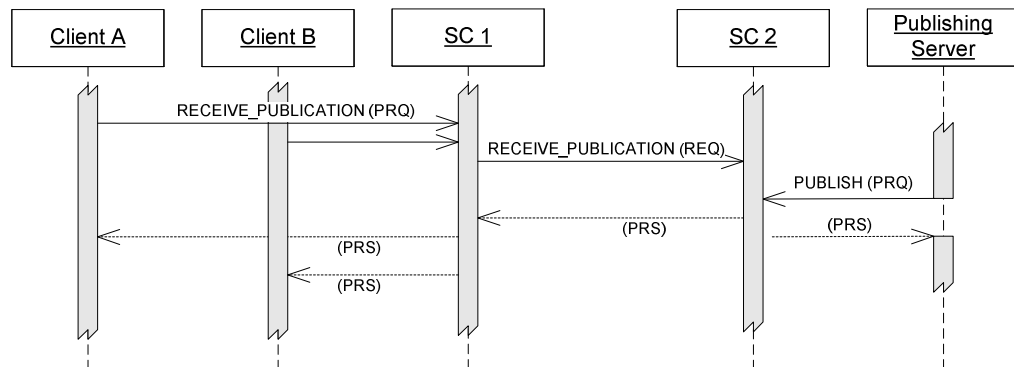 Client A
Client B
SC 1
SC 2
Publishing
Server
RECEIVE_PUBLICATION (PRQ)
RECEIVE_PUBLICATION (REQ)
PUBLISH (PRQ)
(PRS)
(PRS)
(PRS)
(PRS)